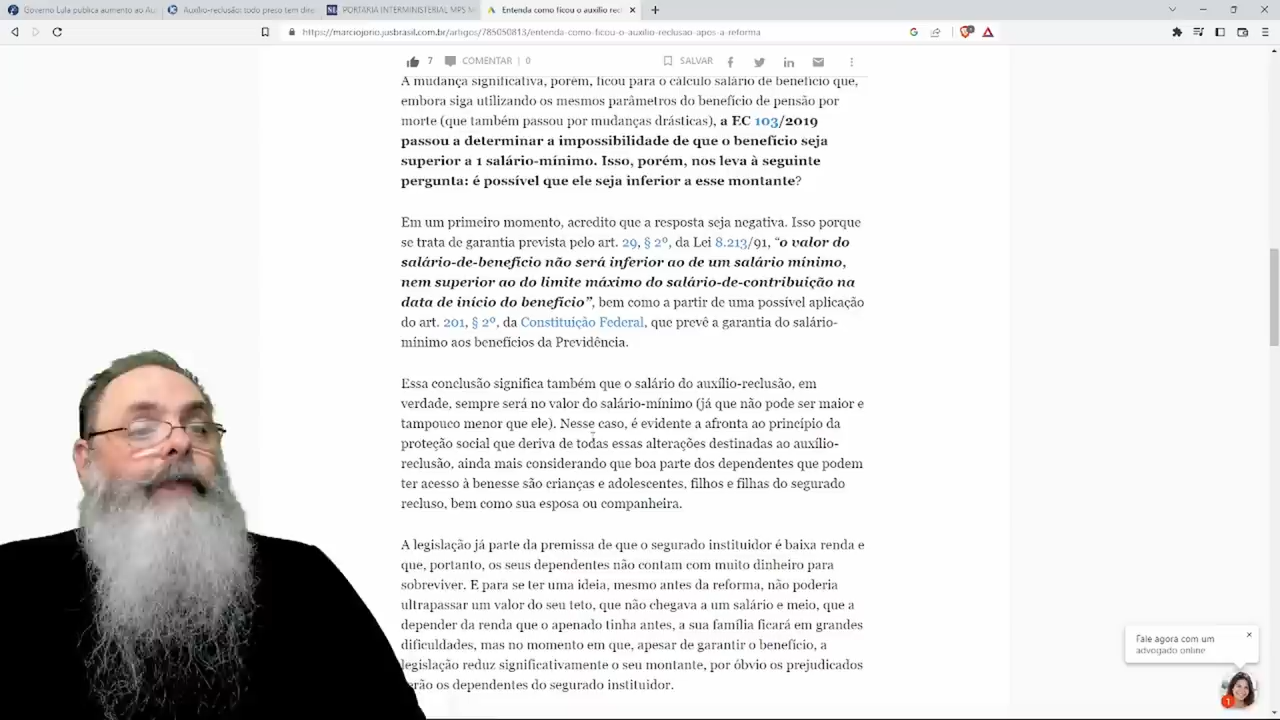 Governo Lula publica aumento ao Au
Auxílio-reclusão: todo preso tem dire
PORTARIA INTERMINISTERIAL MPS M
Entenda como ficou o auxílio recl
https://marciojorio.jusbrasil.com.br/artigos/785050813/entenda-como-ficou-o-auxilio-reclusao-apos-a-reforma
7 COMENTAR | 0 SALVAR
A mudança significativa, porém, ficou para o cálculo salário de benefício que,
embora siga utilizando os mesmos parâmetros do benefício de pensão por
morte (que também passou por mudanças drásticas), a EC 103/2019
passou a determinar a impossibilidade de que o benefício seja
superior a 1 salário-mínimo. Isso, porém, nos leva à seguinte
pergunta: é possível que ele seja inferior a esse montante?
Em um primeiro momento, acredito que a resposta seja negativa. Isso porque
se trata de garantia prevista pelo art. 29, § 2º, da Lei 8.213/91, “o valor do
salário-de-benefício não será inferior ao de um salário mínimo,
nem superior ao do limite máximo do salário-de-contribuição na
data de início do benefício”, bem como a partir de uma possível aplicação
do art. 201, § 2º, da Constituição Federal, que prevê a garantia do salário-
mínimo aos benefícios da Previdência.
Essa conclusão significa também que o salário do auxílio-reclusão, em
verdade, sempre será no valor do salário-mínimo (já que não pode ser maior e
tampouco menor que ele). Nesse caso, é evidente a afronta ao princípio da
proteção social que deriva de todas essas alterações destinadas ao auxílio-
reclusão, ainda mais considerando que boa parte dos dependentes que podem
ter acesso à benesse são crianças e adolescentes, filhos e filhas do segurado
recluso, bem como sua esposa ou companheira.
A legislação já parte da premissa de que o segurado instituidor é baixa renda e
que, portanto, os seus dependentes não contam com muito dinheiro para
sobreviver. E para se ter uma ideia, mesmo antes da reforma, não poderia
ultrapassar um valor do seu teto, que não chegava a um salário e meio, que a
depender da renda que o apenado tinha antes, a sua família ficará em grandes
dificuldades, mas no momento em que, apesar de garantir o benefício, a
legislação reduz significativamente o seu montante, por óbvio os prejudicados
serão os dependentes do segurado instituidor.
Fale agora com um
advogado online
1